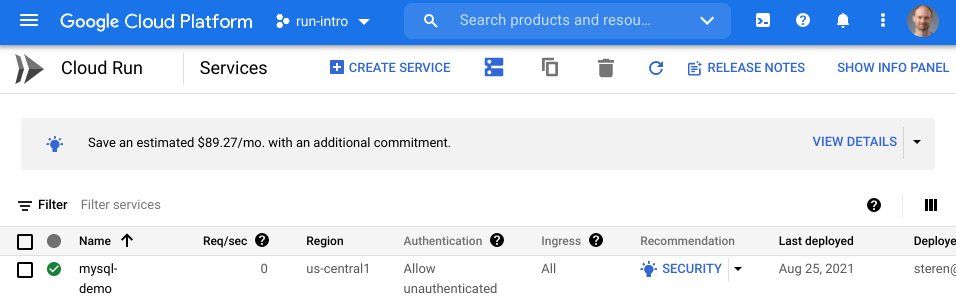 Google Cloud Platform run-intro Search products and resou...
Cloud Run Services CREATE SERVICE RELEASE NOTES SHOW INFO PANEL
Save an estimated $89.27/mo. with an additional commitment. VIEW DETAILS
Filter Filter services
Name Req/sec Region Authentication Ingress Recommendation Last deployed Deploye
mysql- 0 us-central1 Allow All SECURITY Aug 25, 2021 steren@
demo unauthenticated